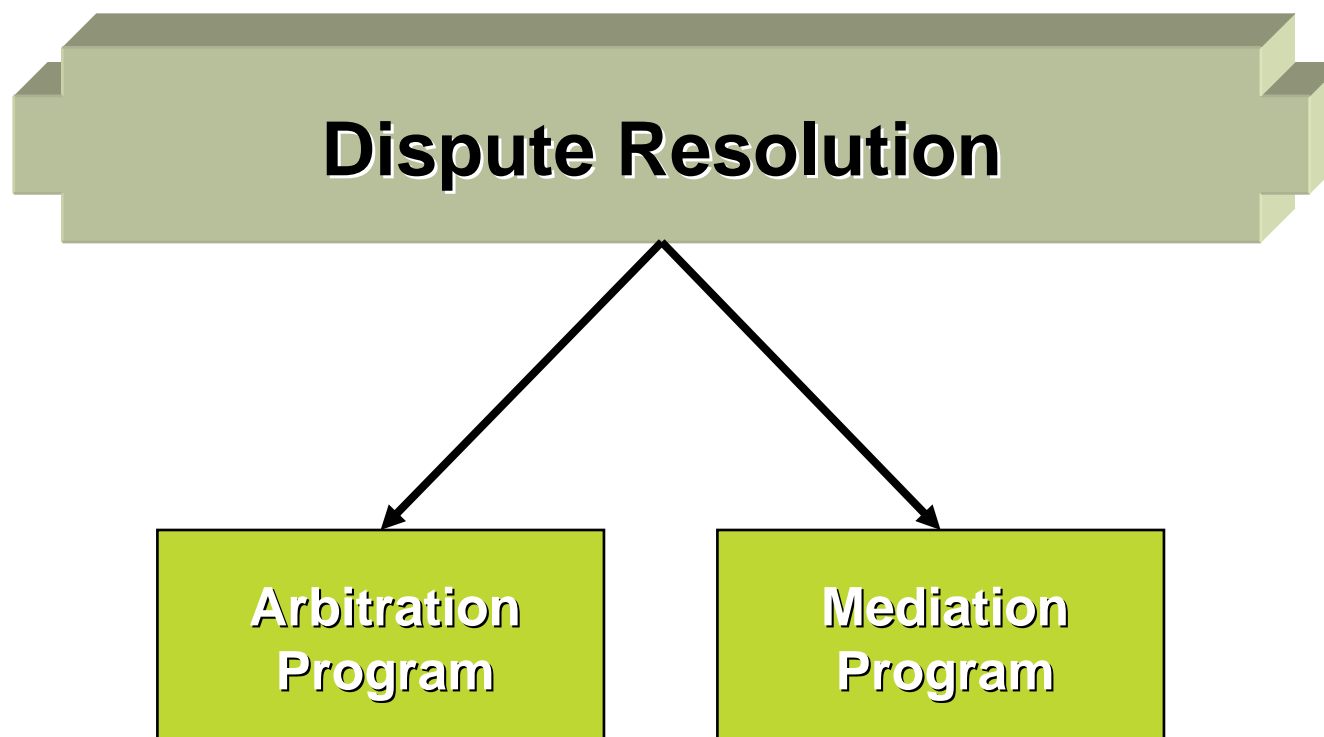 Dispute Resolution
Arbitration
Program
Mediation
Program